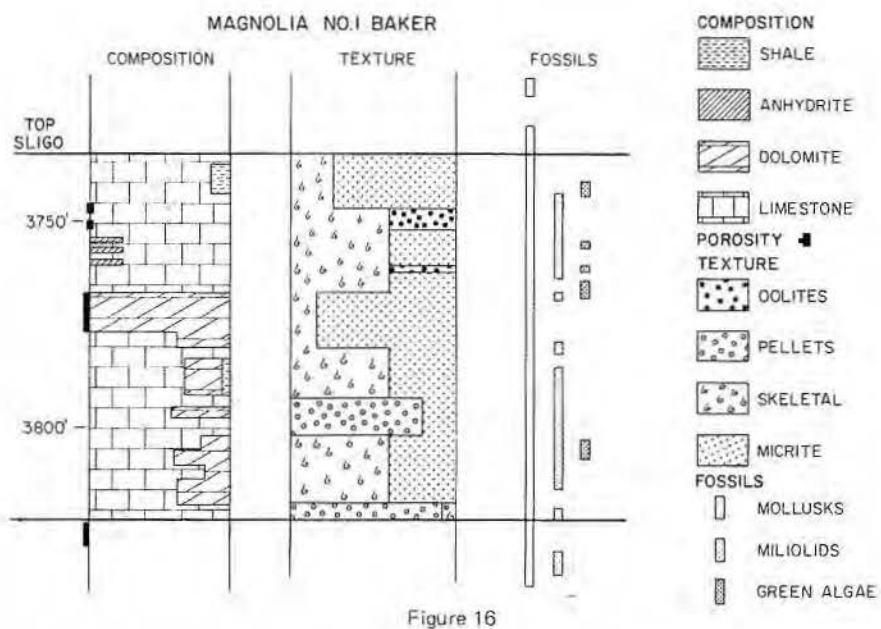 MAGNOLIA NO.1 BAKER
COMPOSITION
TEXTURE
FOSSILS
TOP
SLIGO
3750'
3800'
COMPOSITION
SHALE
ANHYDRITE
DOLOMITE
LIMESTONE
POROSITY
TEXTURE
OOLITES
PELLETS
SKELETAL
MICRITE
FOSSILS
MOLLUSKS
MILIOLIDS
GREEN ALGAE
Figure 16